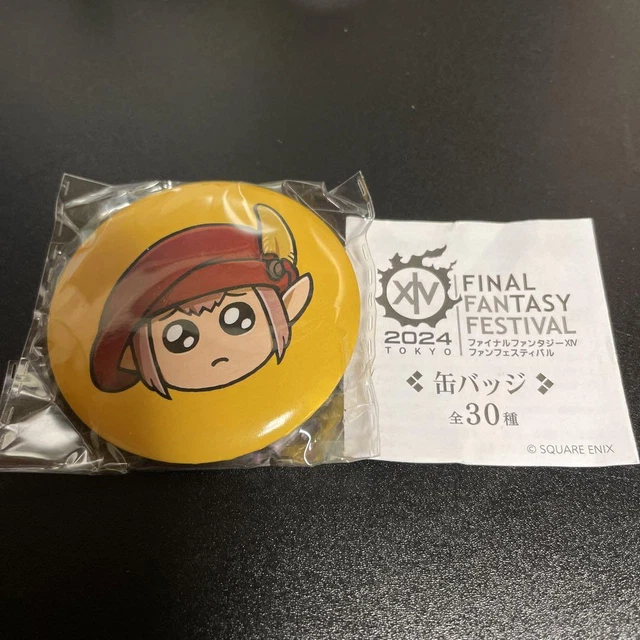 XIV
2024
TOKYO
FINAL
FANTASY
FESTIVAL
ファイナルファンタジーXIV
ファンフェスティバル
缶バッジ
全30種
© SQUARE ENIX